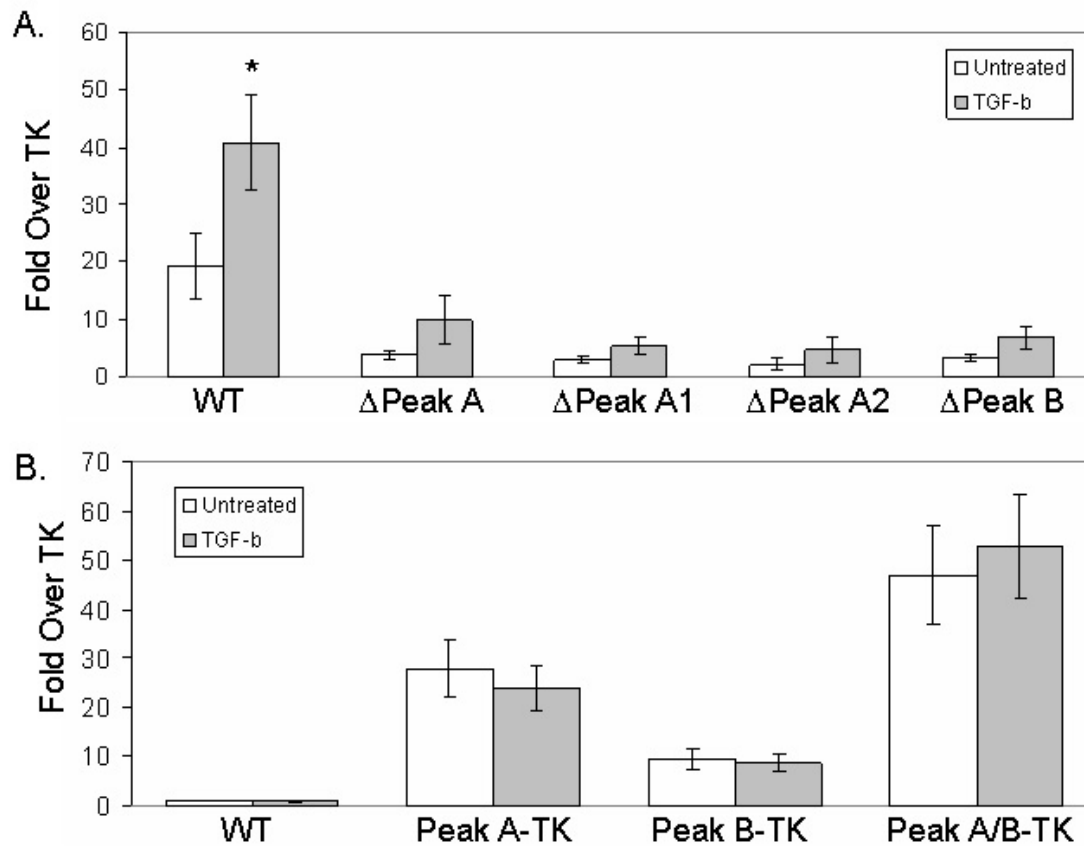 A.
Fold Over TK
60
50
40
30
20
10
0
*
Untreated
TGF-b
WT
ΔPeak A
ΔPeak A1
ΔPeak A2
ΔPeak B
B.
Fold Over TK
70
60
50
40
30
20
10
0
Untreated
TGF-b
WT
Peak A-TK
Peak B-TK
Peak A/B-TK